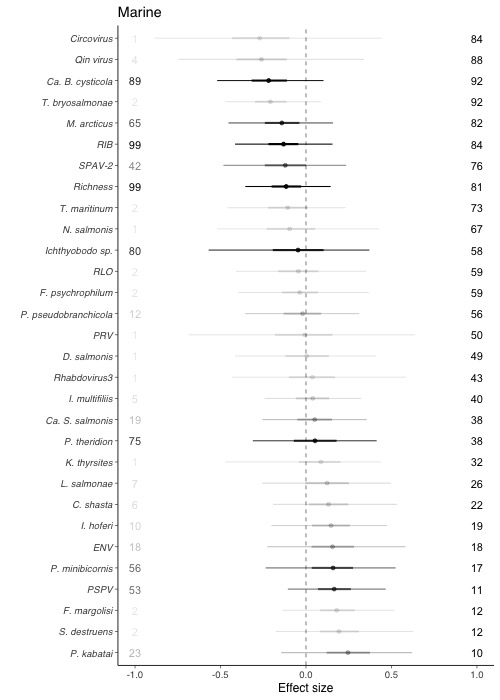 Marine
Circovirus 1 84
Qin virus 4 88
Ca. B. cysticola 89 92
T. bryosalmonae 2 92
M. arcticus 65 82
RIB 99 84
SPAV-2 42 76
Richness 99 81
T. maritinum 2 73
N. salmonis 1 67
Ichthyobodo sp. 80 58
RLO 2 59
F. psychrophilum 2 59
P. pseudobranchicola 12 56
PRV 1 50
D. salmonis 1 49
Rhabdovirus3 1 43
I. multifiliis 5 40
Ca. S. salmonis 19 38
P. theridion 75 38
K. thyrsites 1 32
L. salmonae 7 26
C. shasta 6 22
I. hoferi 10 19
ENV 18 18
P. minibicornis 56 17
PSPV 53 11
F. margolisi 2 12
S. destruens 2 12
P. kabatai 23 10
-1.0 -0.5 0.0 0.5 1.0
Effect size